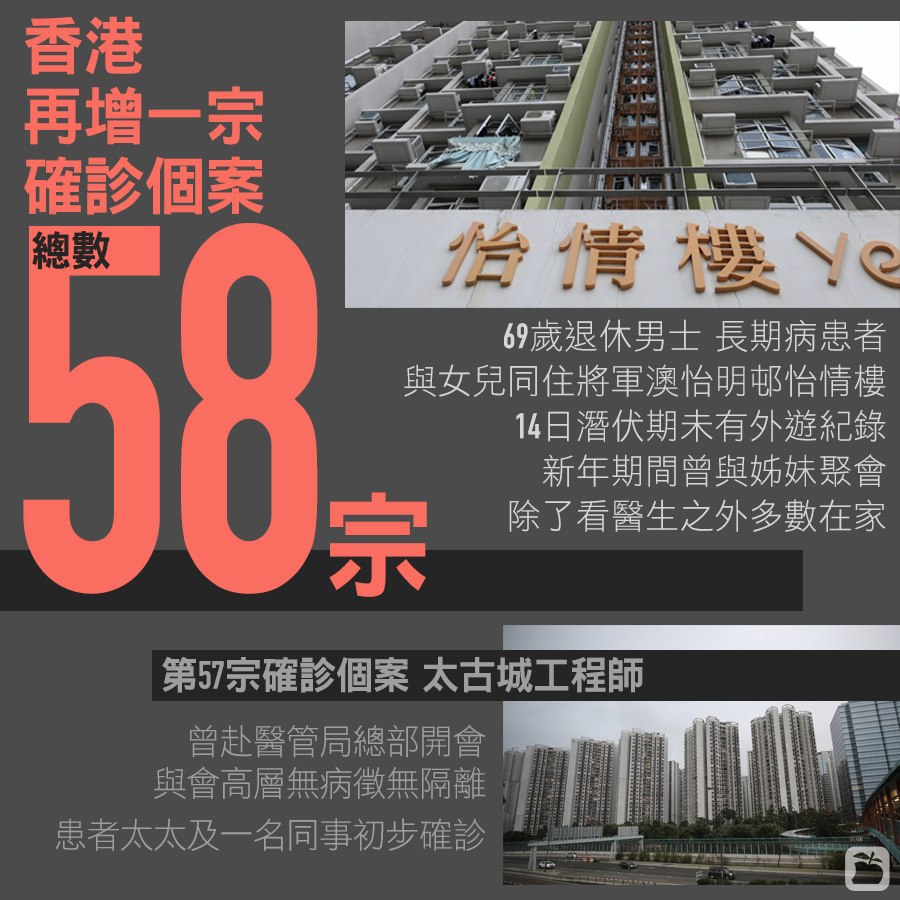 香港
再增一宗
確診個案
總數
58宗
怡情樓 Ye
69歲退休男士 長期病患者
與女兒同住將軍澳怡明邨怡情樓
14日潛伏期未有外遊紀錄
新年期間曾與姊妹聚會
除了看醫生之外多數在家
第57宗確診個案 太古城工程師
曾赴醫管局總部開會
與會高層無病徵無隔離
患者太太及一名同事初步確診